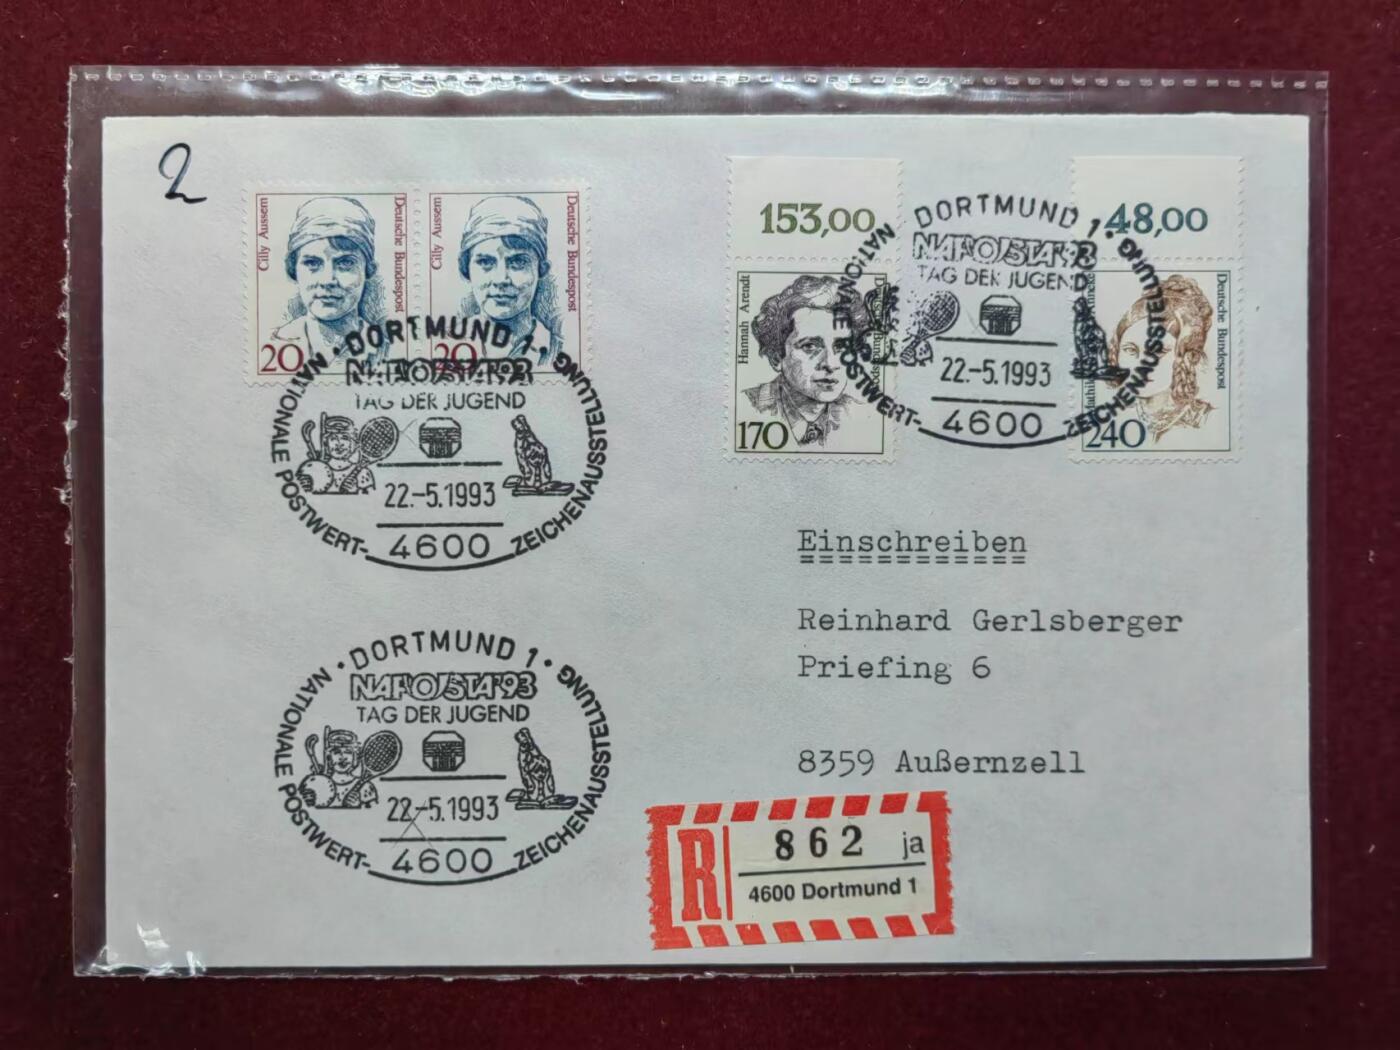 2
Cilly Aussem
Deutsche Bundespost
20
Cilly Aussem
Deutsche Bundespost
20
153,00
Hannah Arendt
Deutsche Bundespost
170
48,00
Deutsche Bundespost
240
DORTMUND 1
NAPOSTA'93
TAG DER JUGEND
22.-5.1993
4600
NATIONALE POSTWERT-ZEICHENAUSSTELLUNG
DORTMUND 1
NAPOSTA'93
TAG DER JUGEND
22.-5.1993
4600
NATIONALE POSTWERT-ZEICHENAUSSTELLUNG
Einschreiben
Reinhard Gerlsberger
Priefing 6
8359 Außernzell
DORTMUND 1
NAPOSTA'93
TAG DER JUGEND
22.-5.1993
4600
NATIONALE POSTWERT-ZEICHENAUSSTELLUNG
R
862 ja
4600 Dortmund 1